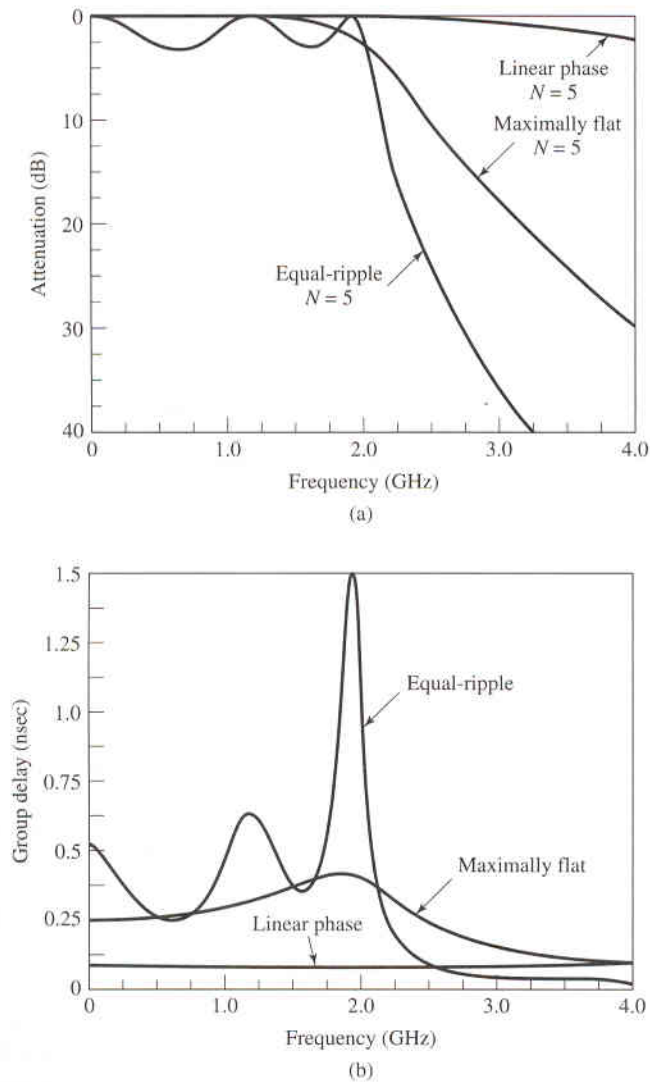 0
10
20
30
40
Attenuation (dB)
Linear phase
N = 5
Maximally flat
N = 5
Equal-ripple
N = 5
0
1.0
2.0
3.0
4.0
Frequency (GHz)
(a)
1.5
1.25
1.0
0.75
0.5
0.25
0
Group delay (nsec)
Equal-ripple
Maximally flat
Linear phase
0
1.0
2.0
3.0
4.0
Frequency (GHz)
(b)